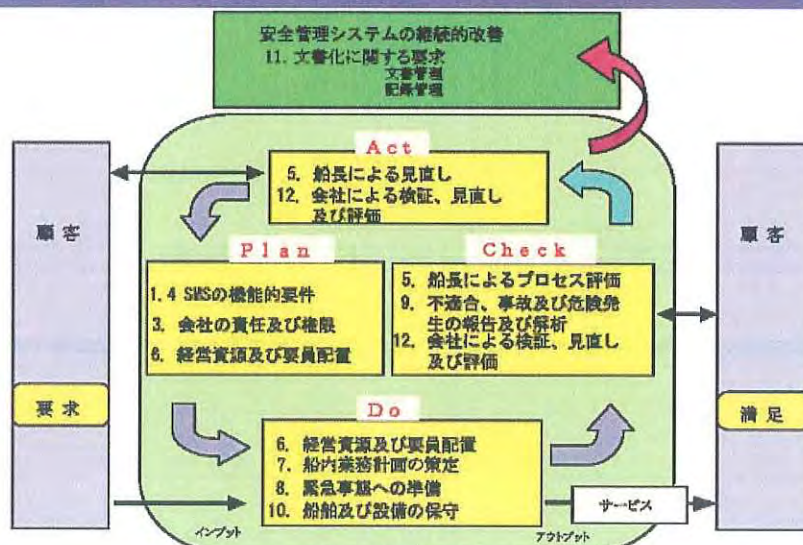 安全管理システムの継続的改善
11. 文書化に関する要求
文書管理
記録管理
Act
5. 船長による見直し
12. 会社による検証、見直し
及び評価
顧客
顧客
Plan
1.4 SMSの機能的要件
3. 会社の責任及び権限
6. 経営資源及び要員配置
Check
5. 船長によるプロセス評価
9. 不適合、事故及び危険発
生の報告及び解析
12. 会社による検証、見直し
及び評価
要求
満足
Do
6. 経営資源及び要員配置
7. 船内業務計画の策定
8. 緊急事態への準備
10. 船舶及び設備の保守
サービス
インプット
アウトプット